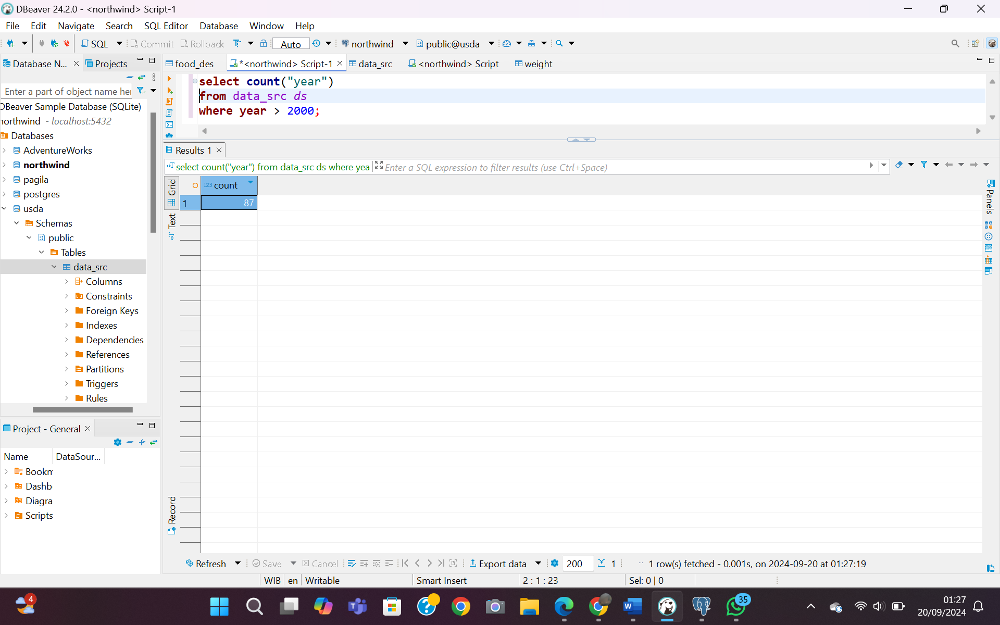 DBeaver 24.2.0 - <northwind> Script-1
File Edit Navigate Search SQL Editor Database Window Help
SQL Commit Rollback Auto northwind public@usda
Database N... Projects
food_des *<northwind> Script-1 data_src <northwind> Script weight
Enter a part of object name he
DBeaver Sample Database (SQLite)
northwind - localhost:5432
Databases
AdventureWorks
northwind
pagila
postgres
usda
Schemas
public
Tables
data_src
Columns
Constraints
Foreign Keys
Indexes
Dependencies
References
Partitions
Triggers
Rules
Project - General
Name DataSour...
Bookm
Dashb
Diagra
Scripts
select count("year")
from data_src ds
where year > 2000;
Results 1
select count("year") from data_src ds where yea
Enter a SQL expression to filter results (use Ctrl+Space)
Grid
Text
Record
Panels
123 count
1 87
Refresh Save Cancel Export data 200 1 1 row(s) fetched - 0.001s, on 2024-09-20 at 01:27:19
WIB en Writable Smart Insert 2 : 1 : 23 Sel: 0 | 0
4
35
01:27
20/09/2024